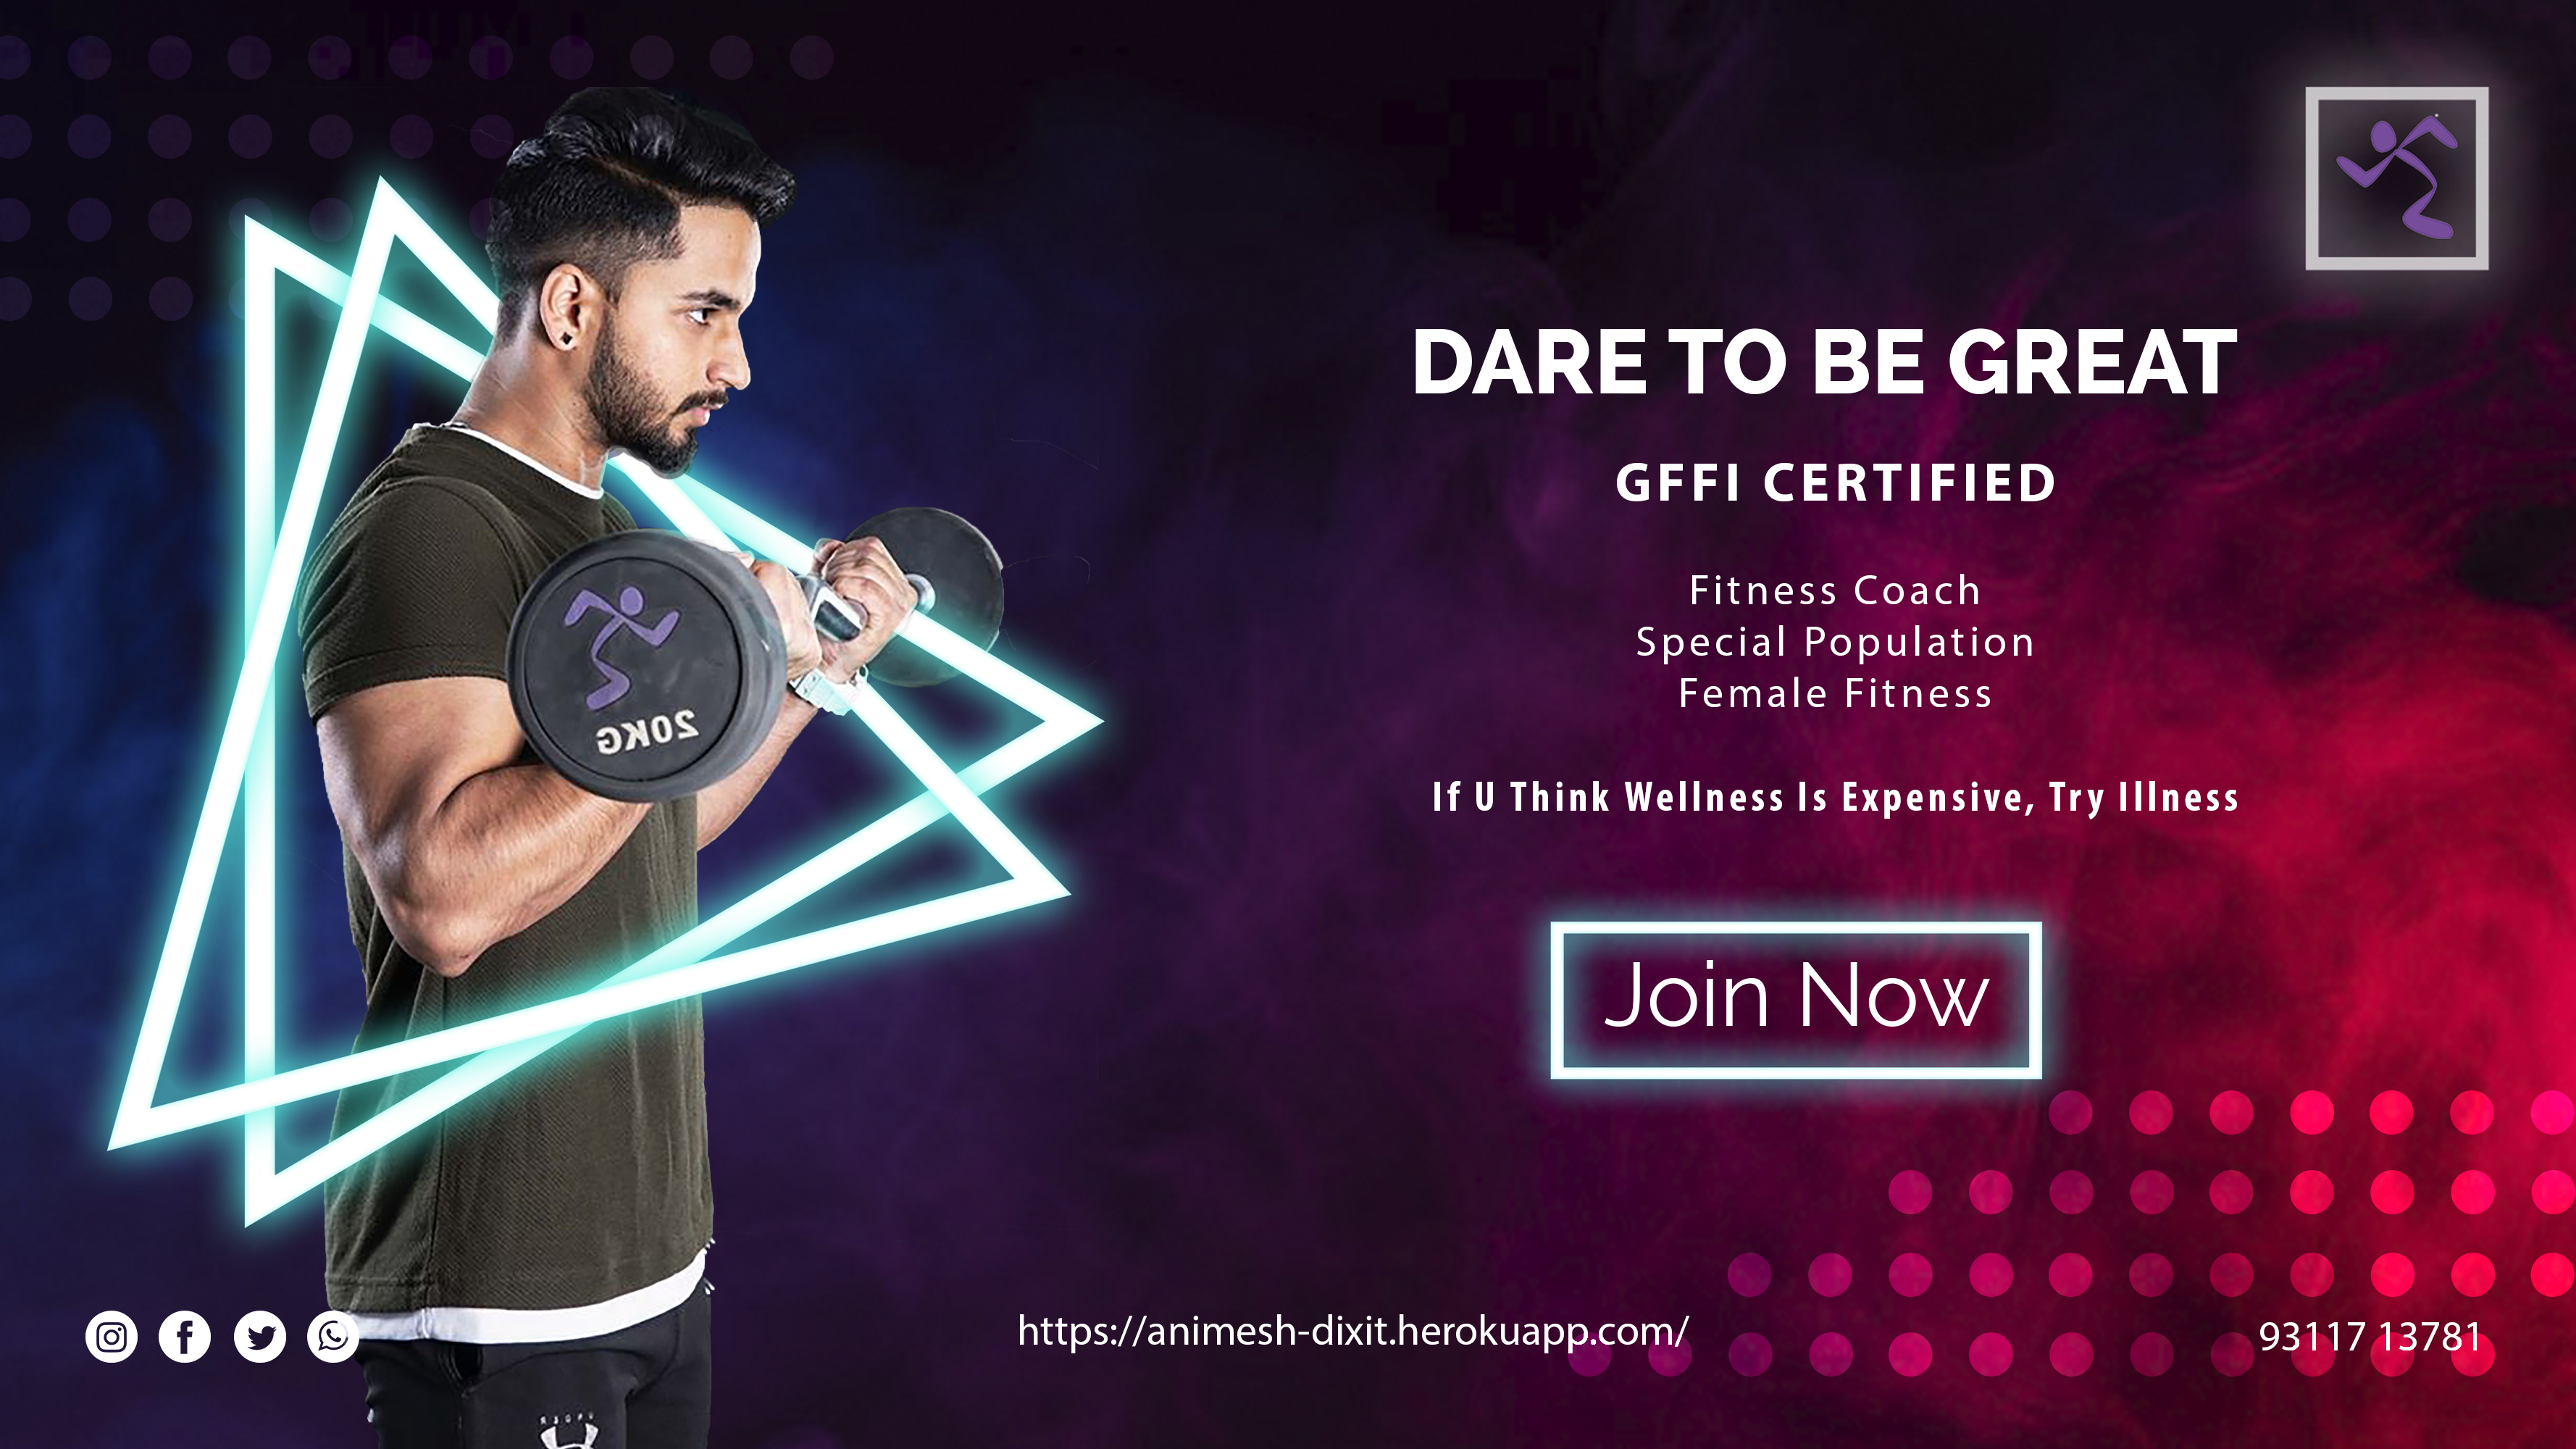 DARE TO BE GREAT
GFFI CERTIFIED
Fitness Coach
Special Population
Female Fitness
If U Think Wellness Is Expensive, Try Illness
20KG
Join Now
https://animesh-dixit.herokuapp.com/
93117 13781